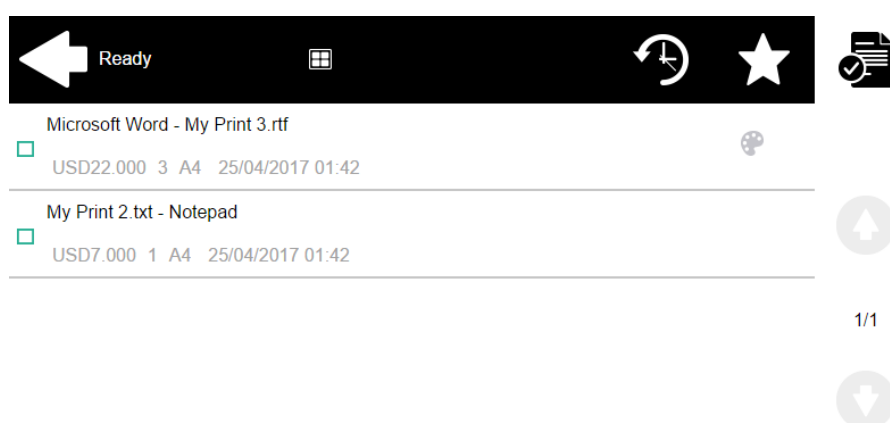 Ready
Microsoft Word - My Print 3.rtf
USD22.000 3 A4 25/04/2017 01:42
My Print 2.txt - Notepad
USD7.000 1 A4 25/04/2017 01:42
1/1